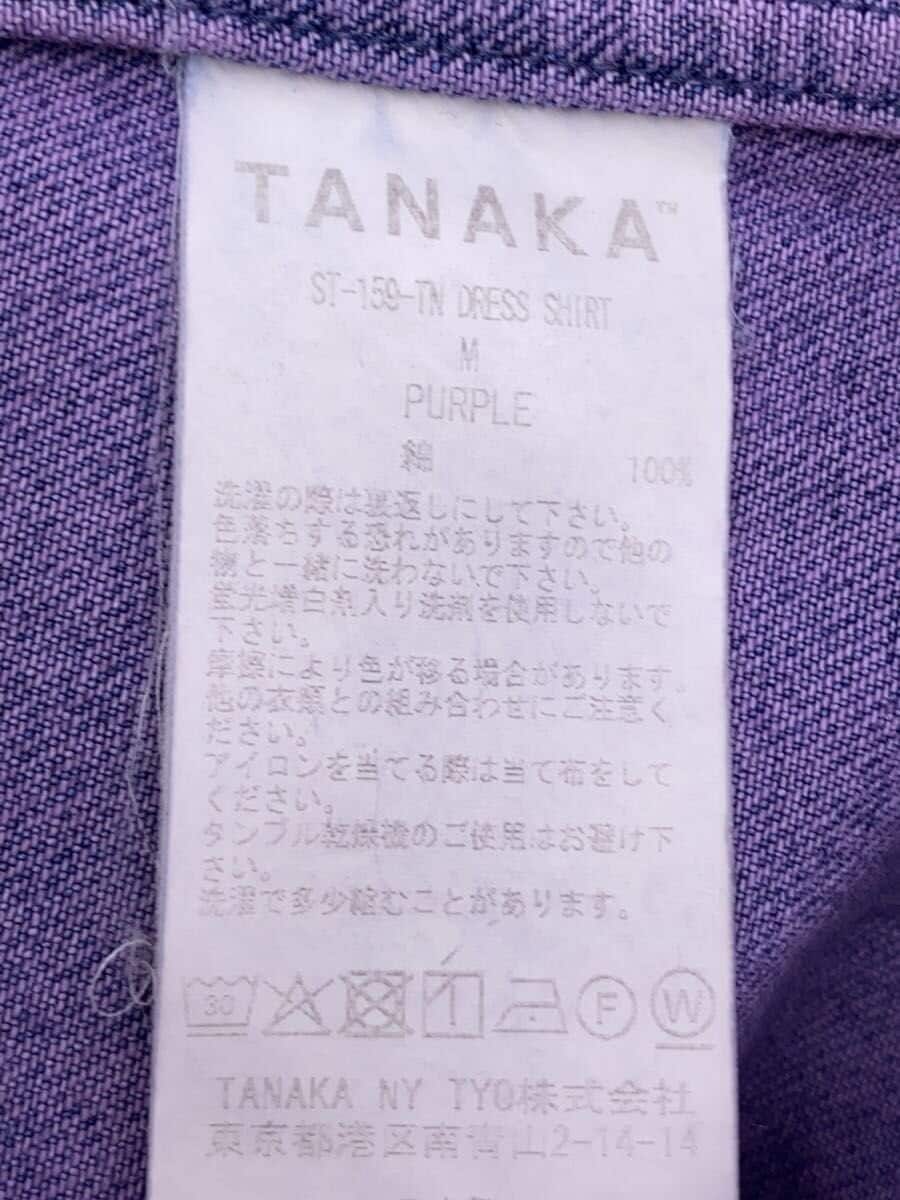 TANAKA™
ST-159-TN DRESS SHIRT
M
PURPLE
綿 100%
洗濯の際は裏返しにして下さい。
色落ちする恐れがありますので他の
物と一緒に洗わないで下さい。
蛍光増白剤入り洗剤を使用しないで
下さい。
摩擦により色が移る場合があります。
他の衣類との組み合わせにご注意く
ださい。
アイロンを当てる際は当て布をして
ください。
タンブル乾燥機のご使用はお避け下
さい。
洗濯で多少縮むことがあります。
30 F W
TANAKA NY TYO株式会社
東京都港区南青山2-14-14